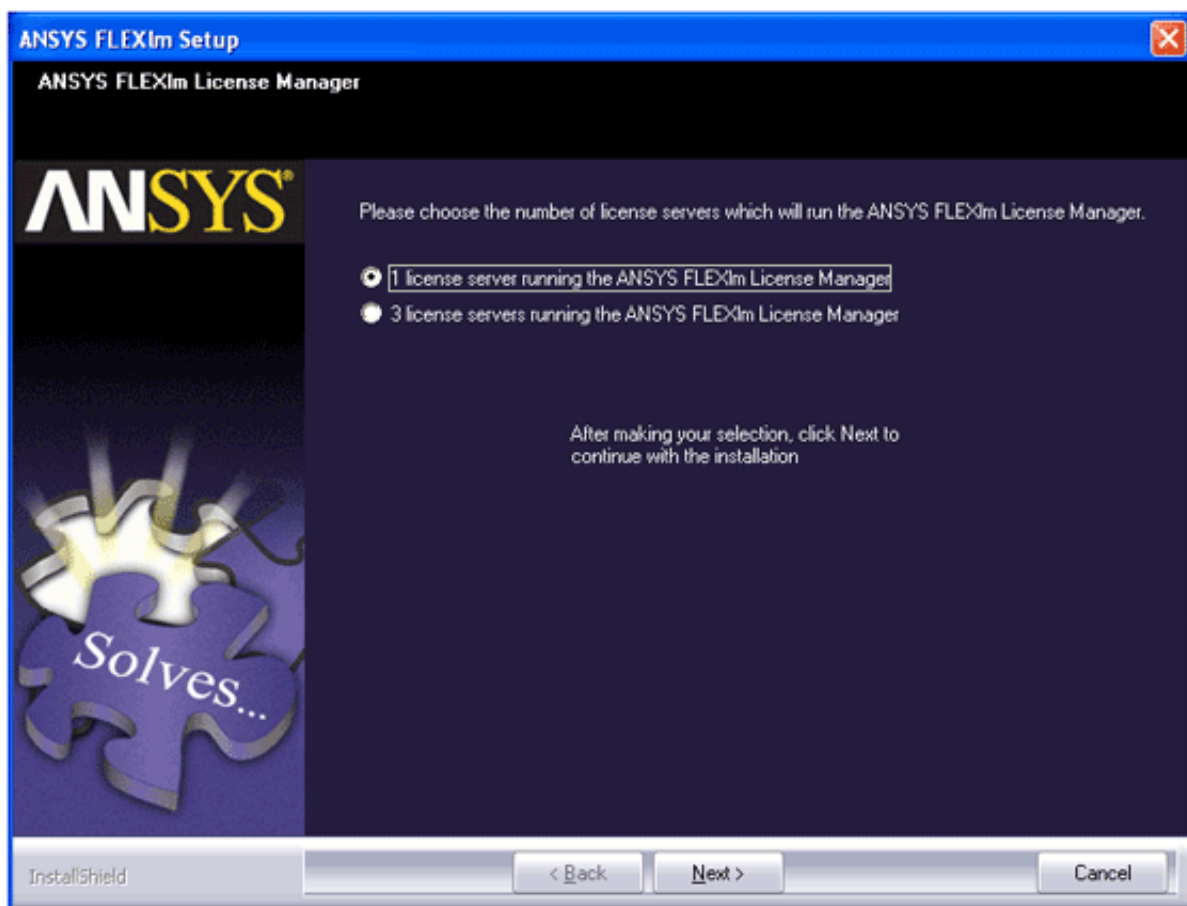 ANSYS FLEXlm Setup
ANSYS FLEXlm License Manager
ANSYS®
Please choose the number of license servers which will run the ANSYS FLEXlm License Manager.
1 license server running the ANSYS FLEXlm License Manager
3 license servers running the ANSYS FLEXlm License Manager
After making your selection, click Next to
continue with the installation
Solves...
InstallShield
< Back
Next >
Cancel